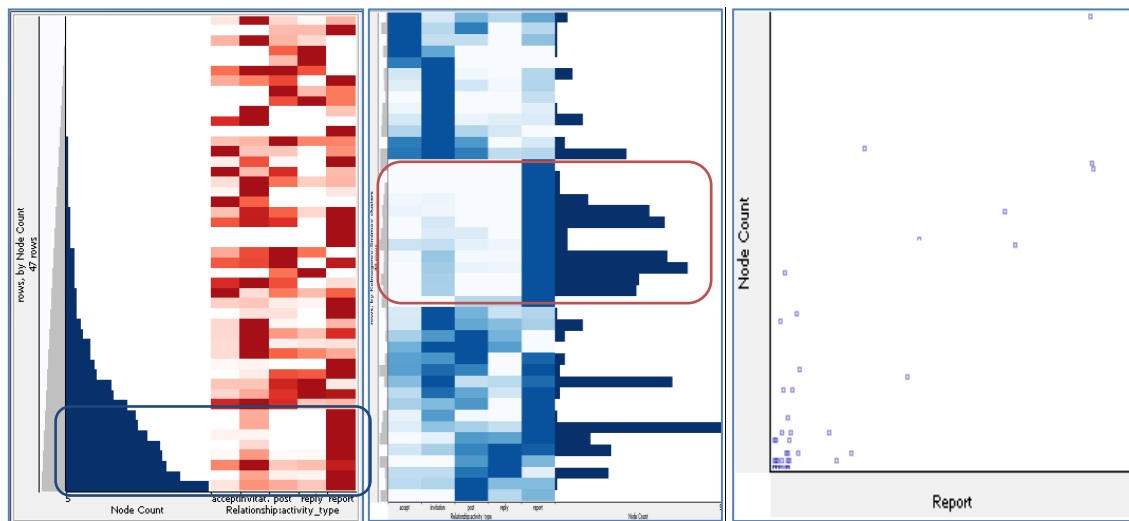 rows, by Node Count
47 rows
5
accept invitat. post reply report
Node Count
Relationship:activity_type
accept
invitation
post
reply
report
Relationship:activity_type
Node Count
5
Node Count
Report